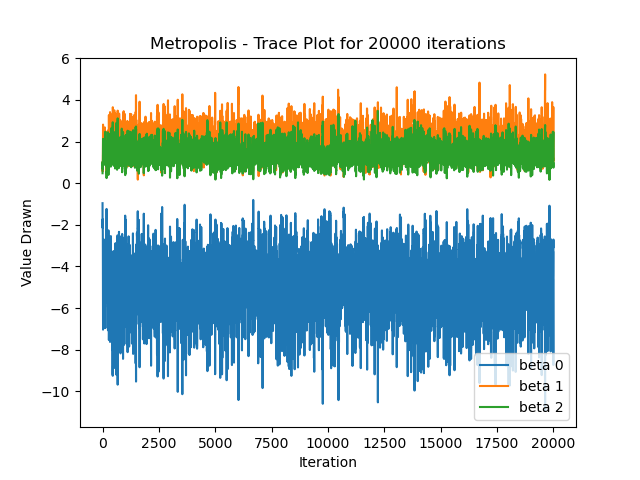 Metropolis - Trace Plot for 20000 iterations
6
4
2
0
−2
−4
−6
−8
−10
Value Drawn
0 2500 5000 7500 10000 12500 15000 17500 20000
Iteration
beta 0
beta 1
beta 2